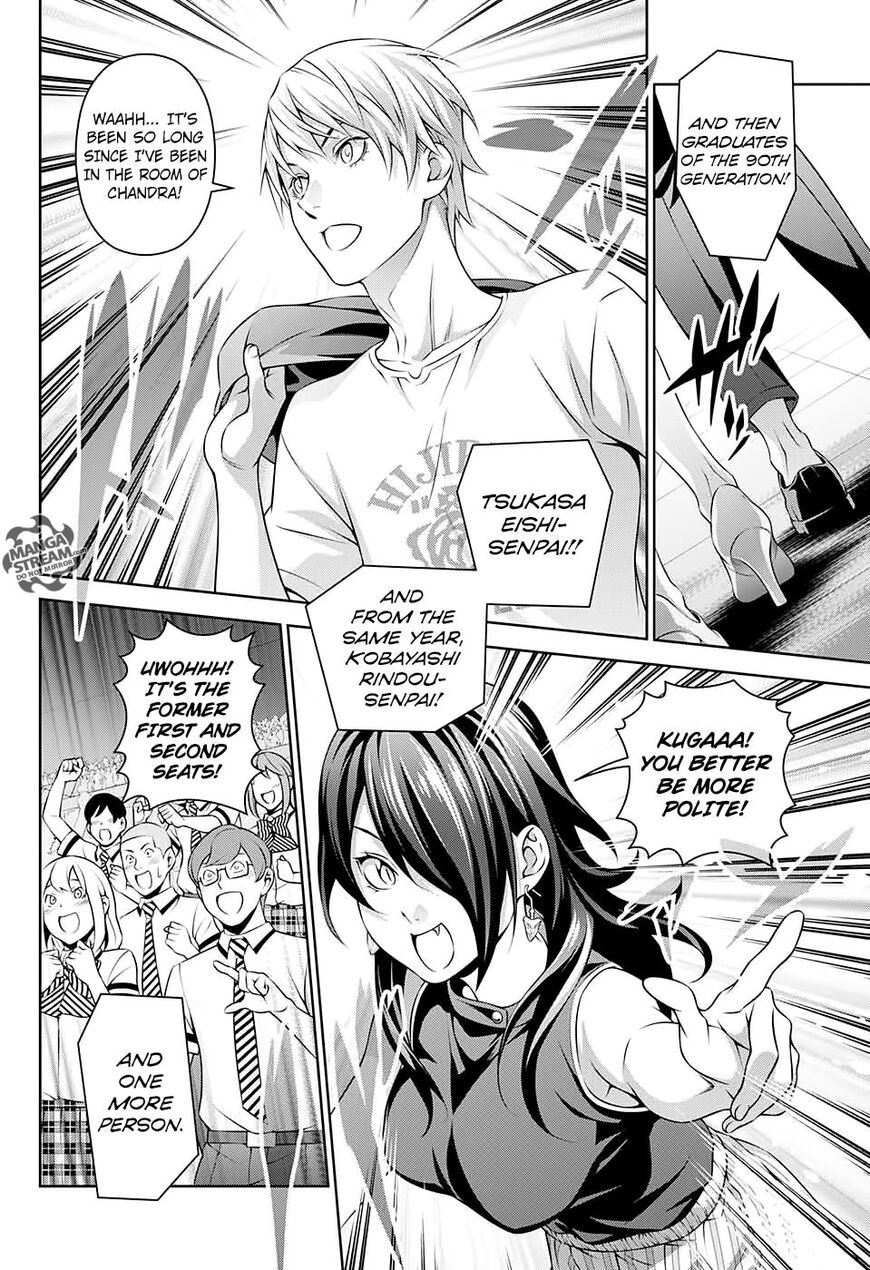 AND THEN
GRADUATES
OF THE 90TH
GENERATION!
WAAHH... IT'S
BEEN SO LONG
SINCE I'VE BEEN
IN THE ROOM OF
CHANDRA!
HIJIR
TSUKASA
EISHI-
SENPAI!!
AND
FROM THE
SAME YEAR,
KOBAYASHI
RINDOU-
SENPAI!
KUGAAA!
YOU BETTER
BE MORE
POLITE!
UWOHHH!
IT'S THE
FORMER
FIRST AND
SECOND
SEATS!
AND
ONE
MORE
PERSON.
MANGA
STREAM.com
DO NOT MIRROR